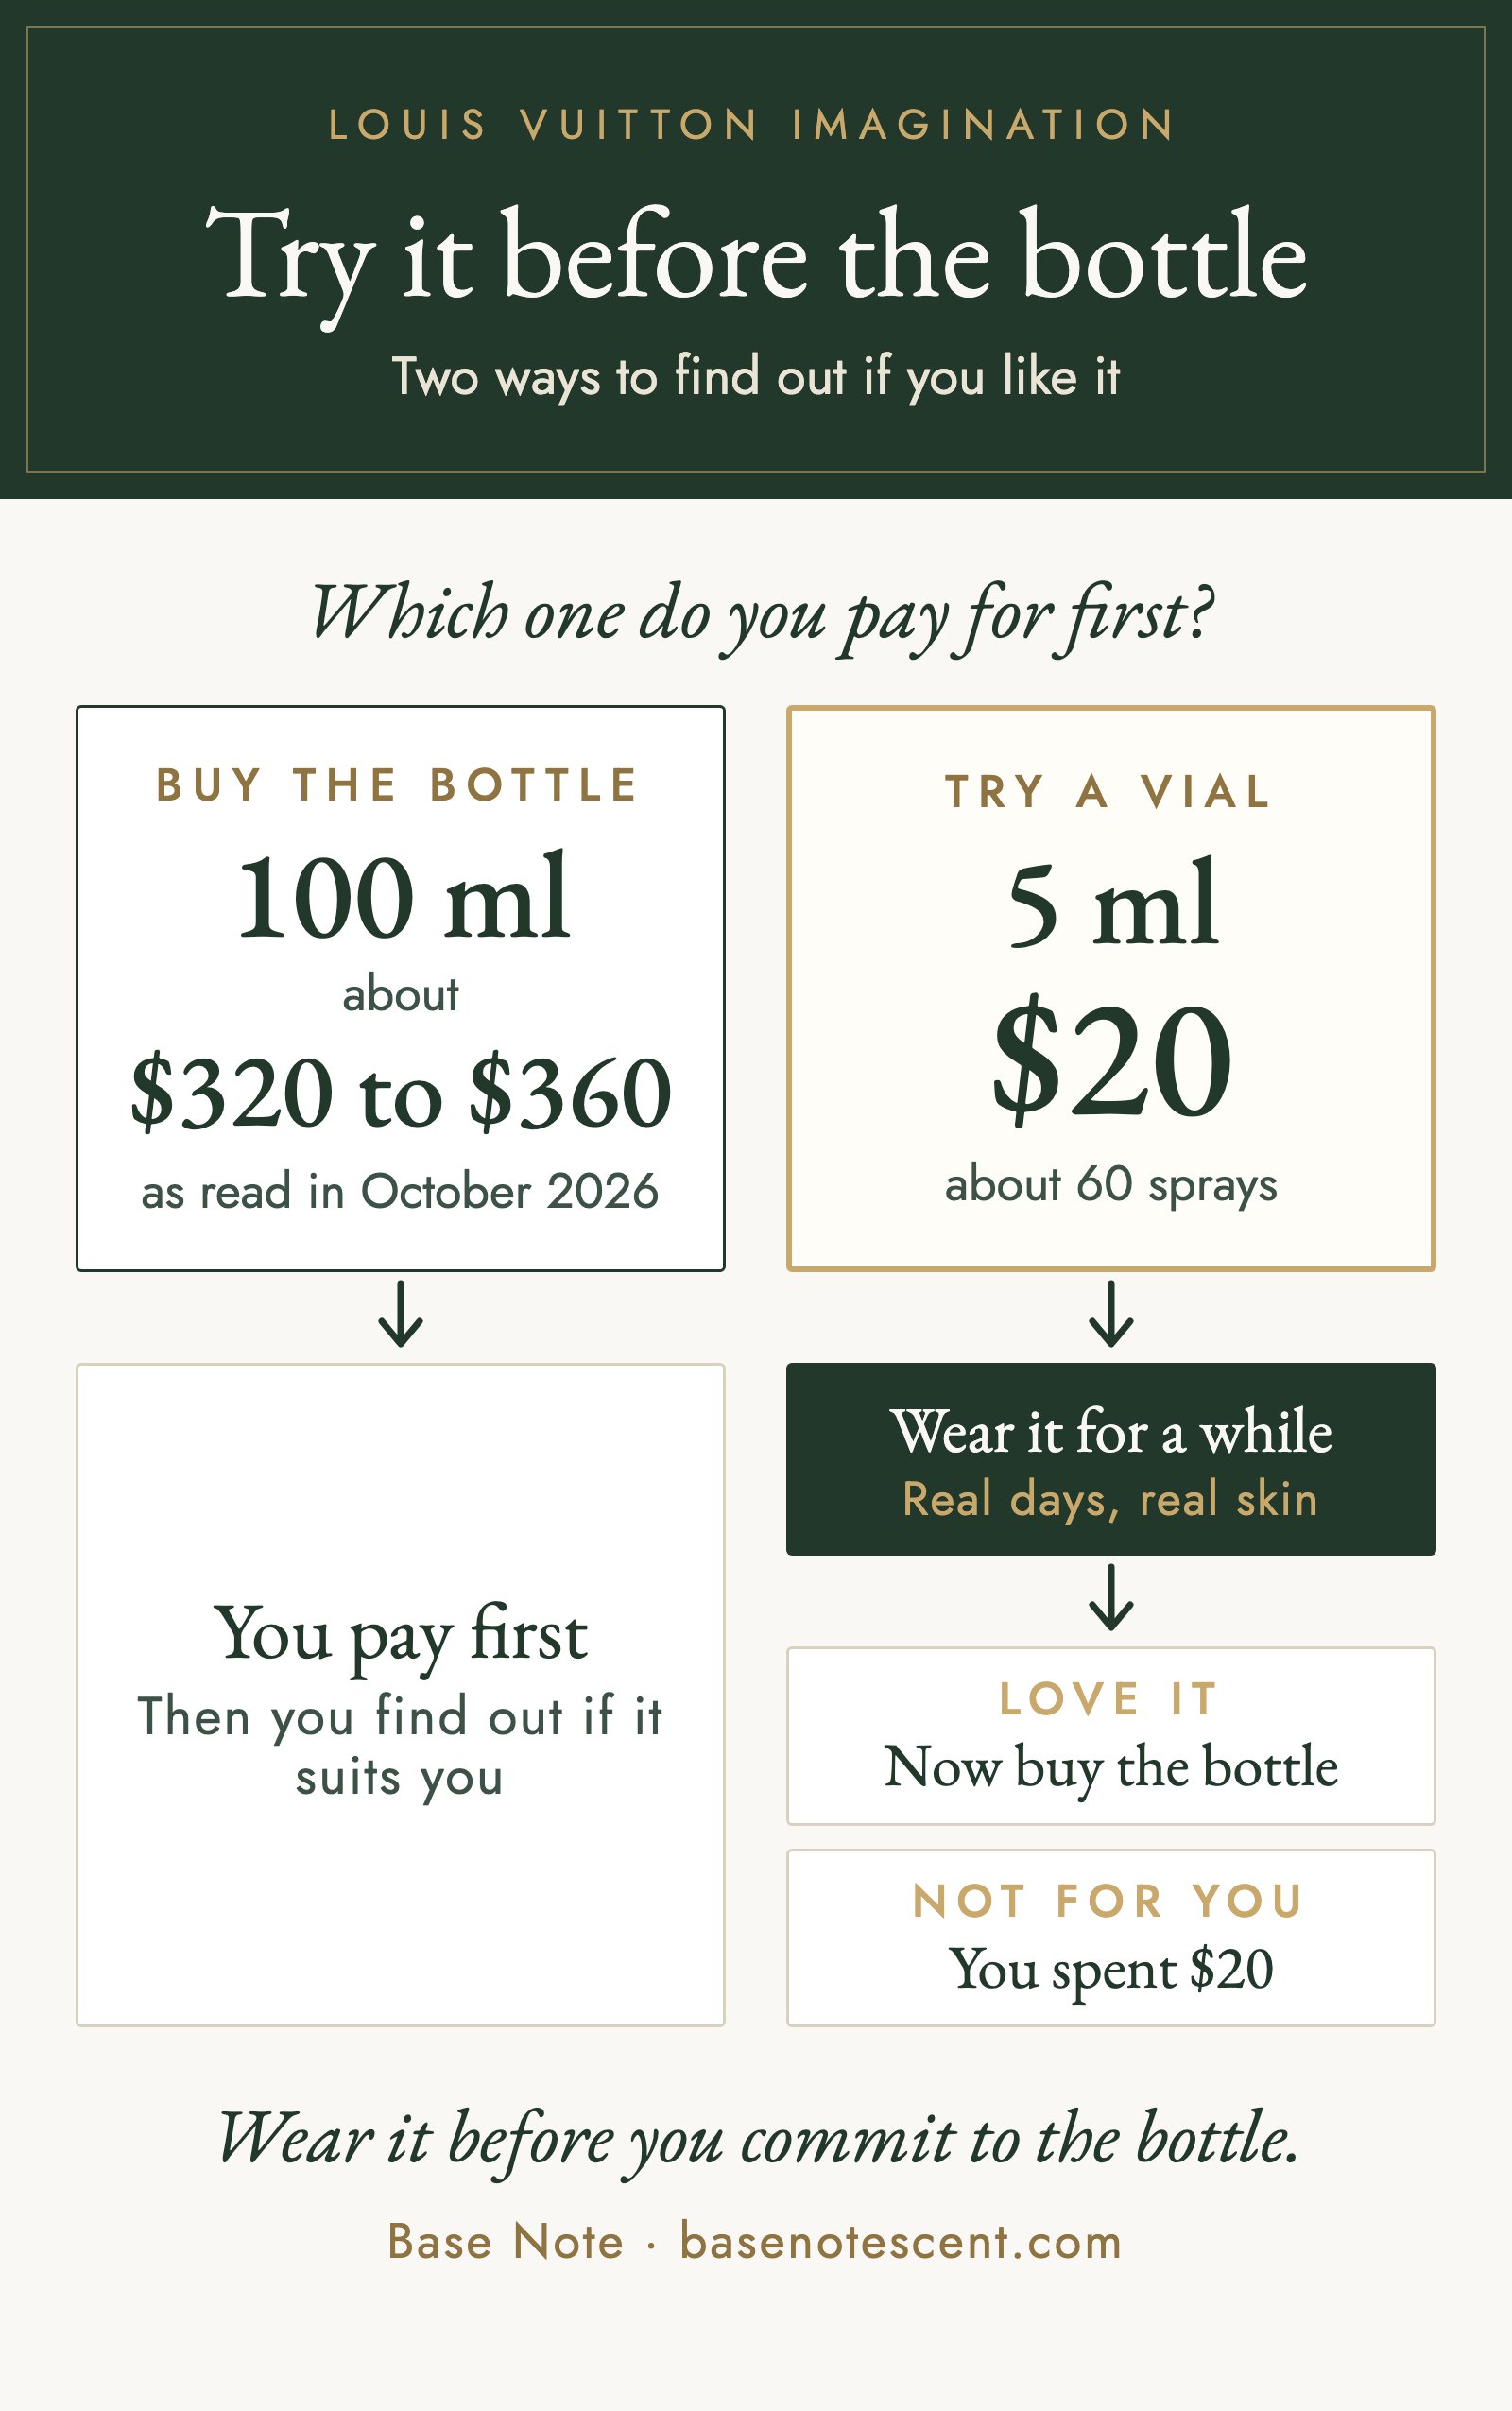 LOUIS VUITTON IMAGINATION
Try it before the bottle
Two ways to find out if you like it
Which one do you pay for first?
BUY THE BOTTLE
100 ml
about
$320 to $360
as read in October 2026
You pay first
Then you find out if it
suits you
TRY A VIAL
5 ml
$20
about 60 sprays
Wear it for a while
Real days, real skin
LOVE IT
Now buy the bottle
NOT FOR YOU
You spent $20
Wear it before you commit to the bottle.
Base Note · basenotescent.com